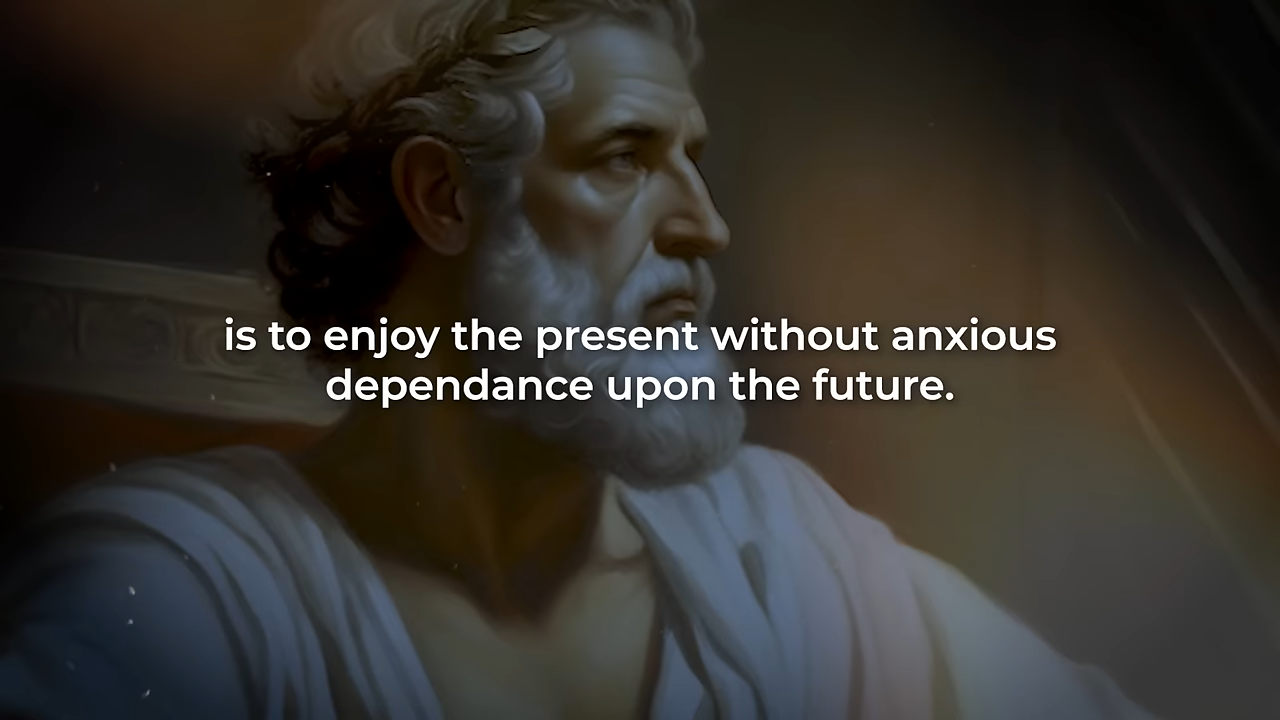 is to enjoy the present without anxious
dependance upon the future.